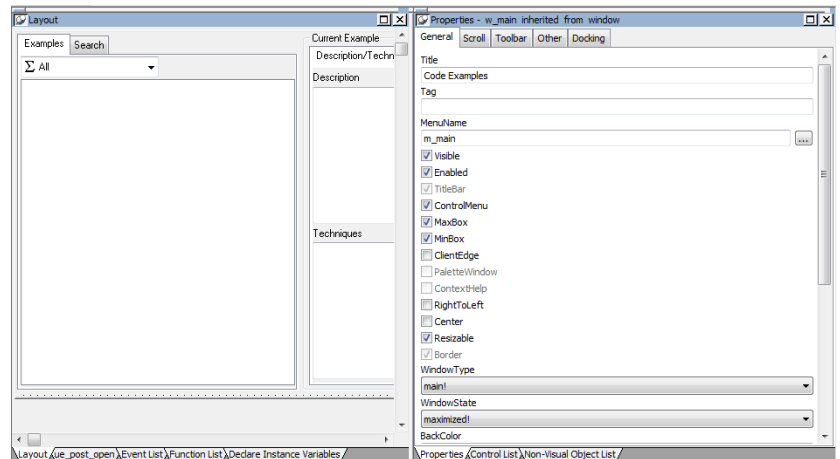 Layout
Examples
Search
Σ All
Current Example
Description/Techn
Description
Techniques
Layout
ue_post_open
Event List
Function List
Declare Instance Variables
Properties - w_main inherited from window
General
Scroll
Toolbar
Other
Docking
Title
Code Examples
Tag
MenuName
m_main
...
Visible
Enabled
TitleBar
ControlMenu
MaxBox
MinBox
ClientEdge
PaletteWindow
ContextHelp
RightToLeft
Center
Resizable
Border
WindowType
main!
WindowState
maximized!
BackColor
Properties
Control List
Non-Visual Object List